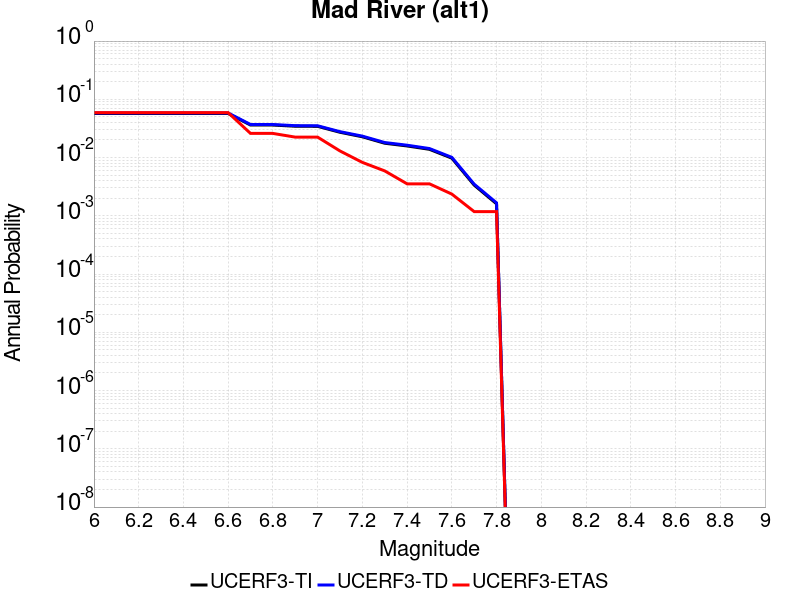 Mad River (alt1)
10 0
10 -1
10 -2
10 -3
10 -4
10 -5
10 -6
10 -7
10 -8
Annual Probability
6 6.2 6.4 6.6 6.8 7 7.2 7.4 7.6 7.8 8 8.2 8.4 8.6 8.8 9
Magnitude
UCERF3-TI UCERF3-TD UCERF3-ETAS